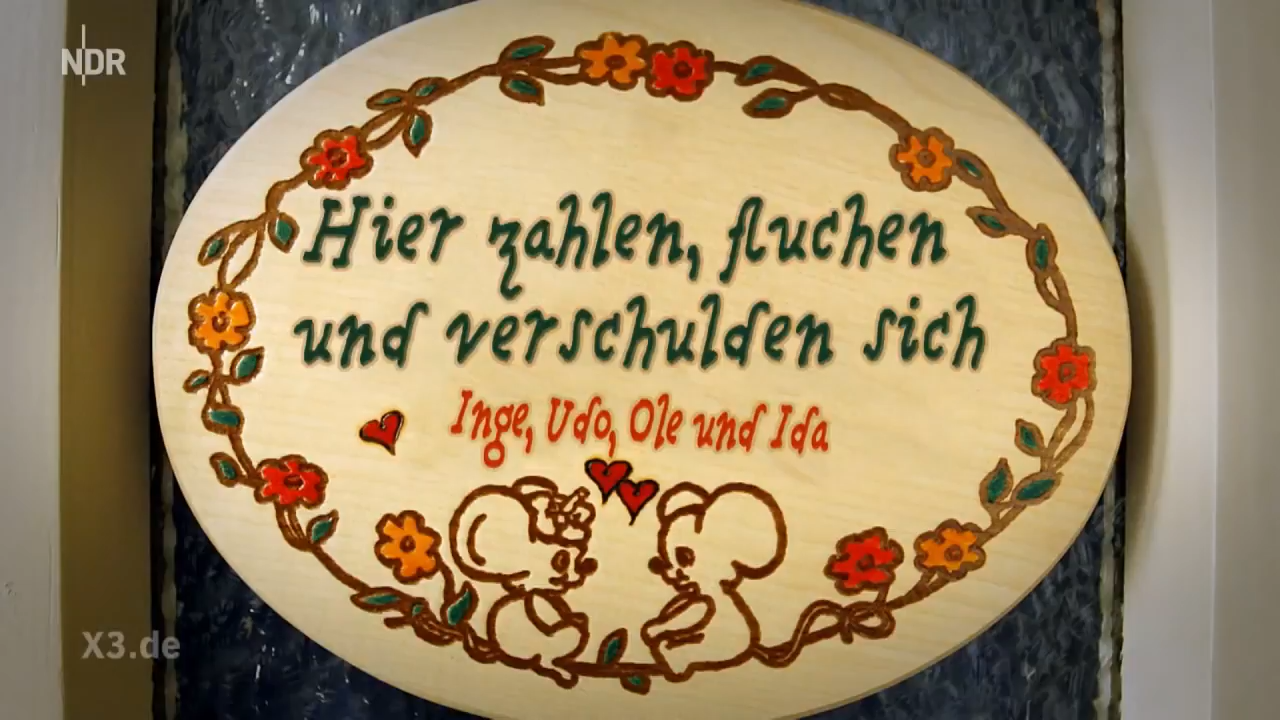 NDR
Hier zahlen, fluchen
und verschulden sich
Inge, Udo, Ole und Ida
X3.de